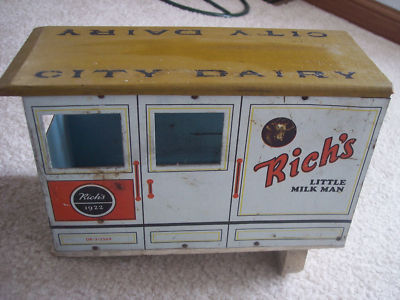 CITY DAIRY
CITY DAIRY
Rich's
LITTLE
MILK MAN
Rich's
1922